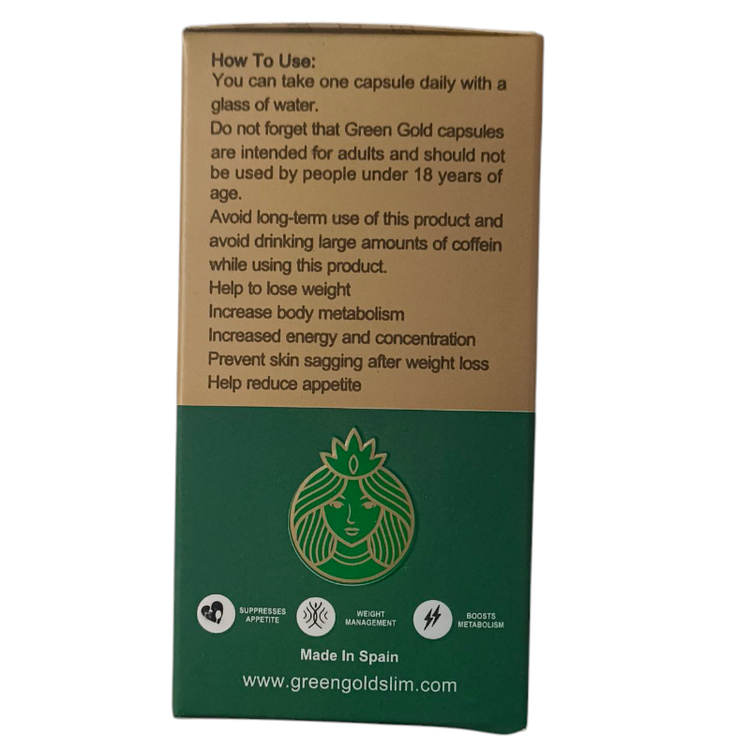 How To Use:
You can take one capsule daily with a
glass of water.
Do not forget that Green Gold capsules
are intended for adults and should not
be used by people under 18 years of
age.
Avoid long-term use of this product and
avoid drinking large amounts of coffein
while using this product.
Help to lose weight
Increase body metabolism
Increased energy and concentration
Prevent skin sagging after weight loss
Help reduce appetite
SUPPRESSES
APPETITE
WEIGHT
MANAGEMENT
BOOSTS
METABOLISM
Made In Spain
www.greengoldslim.com